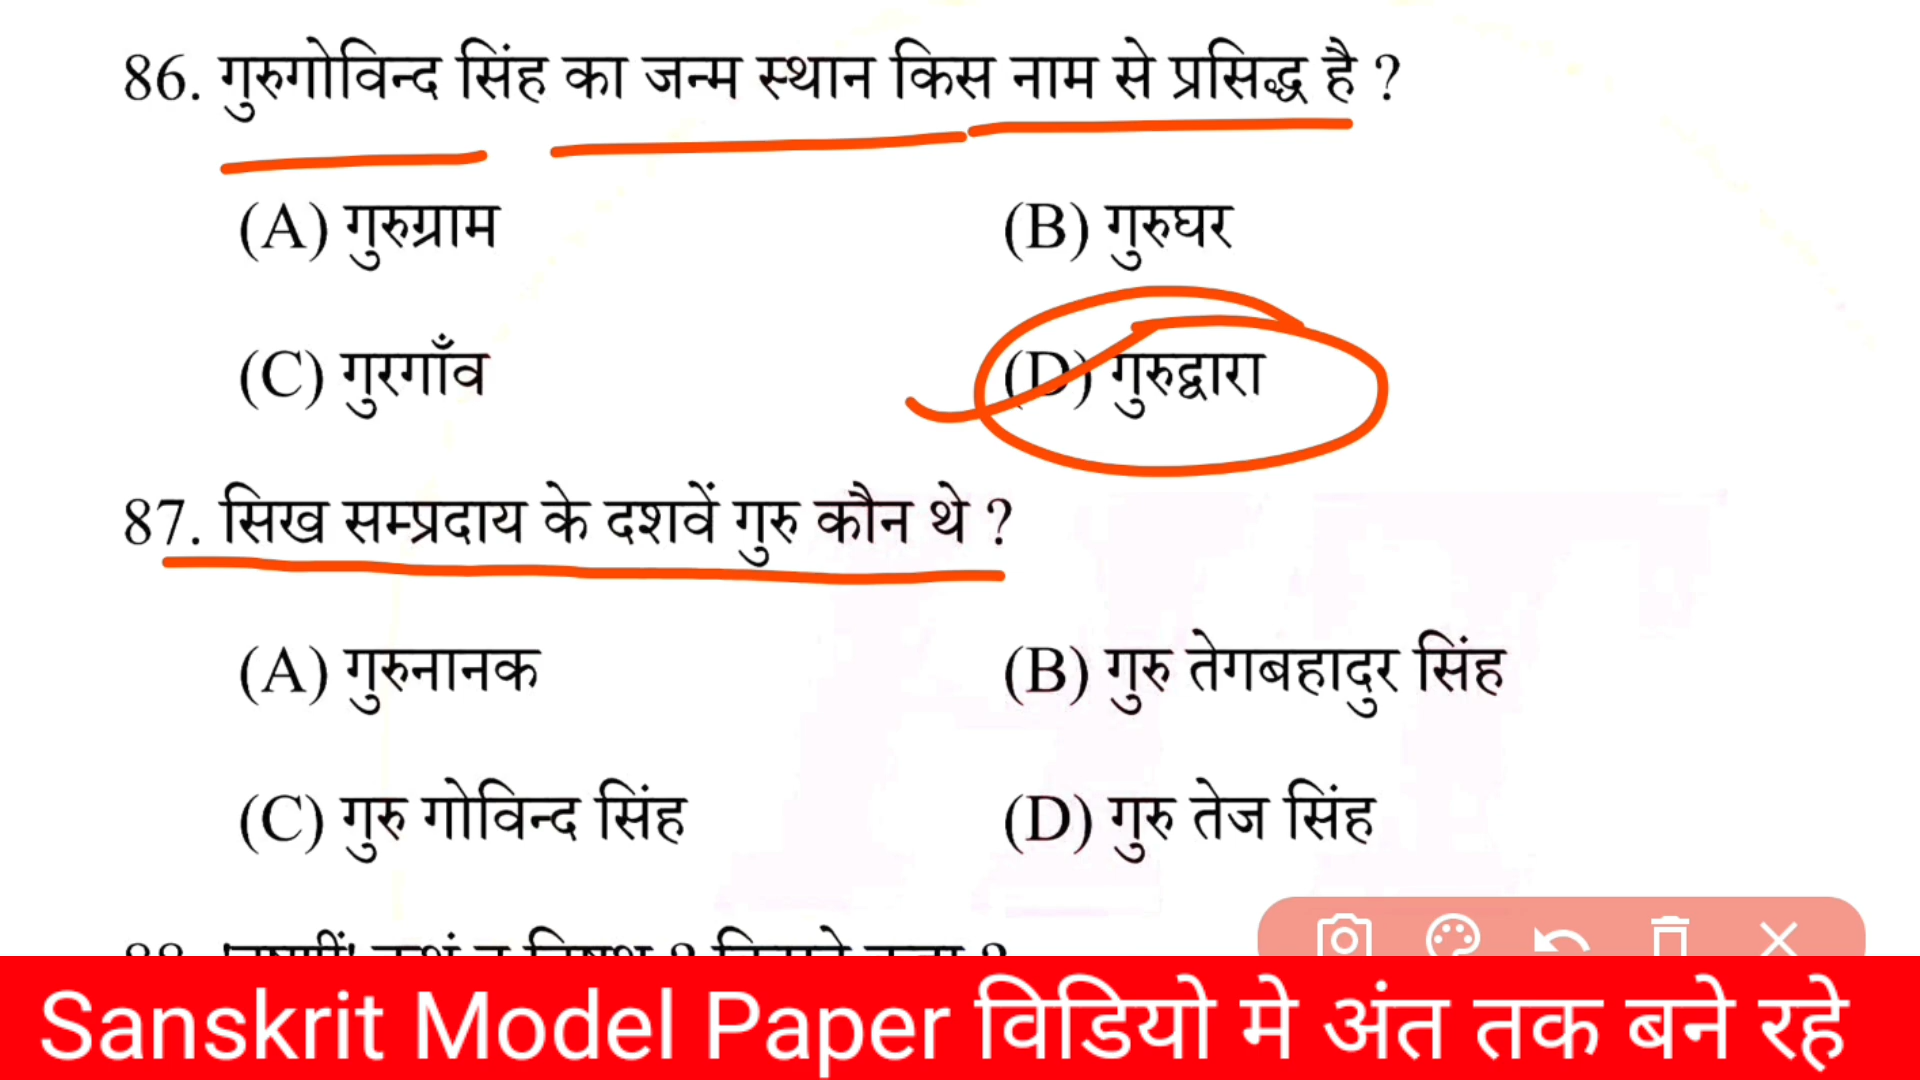 86. गुरुगोविन्द सिंह का जन्म स्थान किस नाम से प्रसिद्ध है ?
(A) गुरुग्राम (B) गुरुघर
(C) गुरगाँव (D) गुरुद्वारा
87. सिख सम्प्रदाय के दशवें गुरु कौन थे ?
(A) गुरुनानक (B) गुरु तेगबहादुर सिंह
(C) गुरु गोविन्द सिंह (D) गुरु तेज सिंह
Sanskrit Model Paper विडियो मे अंत तक बने रहे